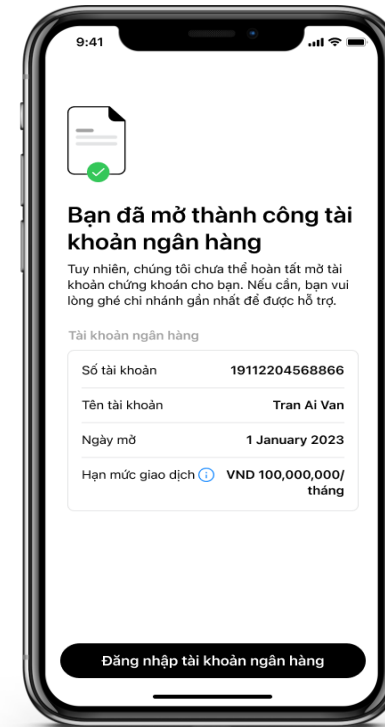 9:41
Bạn đã mở thành công tài
khoản ngân hàng
Tuy nhiên, chúng tôi chưa thể hoàn tất mở tài
khoản chứng khoán cho bạn. Nếu cần, bạn vui
lòng ghé chi nhánh gần nhất để được hỗ trợ.
Tài khoản ngân hàng
Số tài khoản 19112204568866
Tên tài khoản Tran Ai Van
Ngày mở 1 January 2023
Hạn mức giao dịch i VND 100,000,000/
tháng
Đăng nhập tài khoản ngân hàng